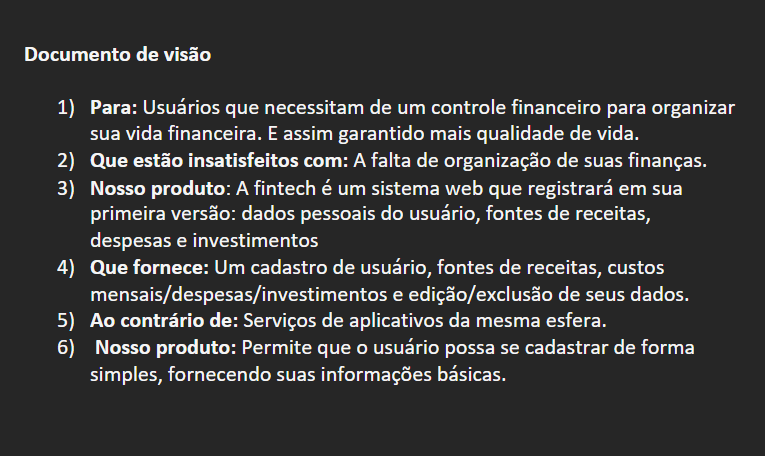 Documento de visão
1) Para: Usuários que necessitam de um controle financeiro para organizar
sua vida financeira. E assim garantido mais qualidade de vida.
2) Que estão insatisfeitos com: A falta de organização de suas finanças.
3) Nosso produto: A fintech é um sistema web que registrará em sua
primeira versão: dados pessoais do usuário, fontes de receitas,
despesas e investimentos
4) Que fornece: Um cadastro de usuário, fontes de receitas, custos
mensais/despesas/investimentos e edição/exclusão de seus dados.
5) Ao contrário de: Serviços de aplicativos da mesma esfera.
6) Nosso produto: Permite que o usuário possa se cadastrar de forma
simples, fornecendo suas informações básicas.